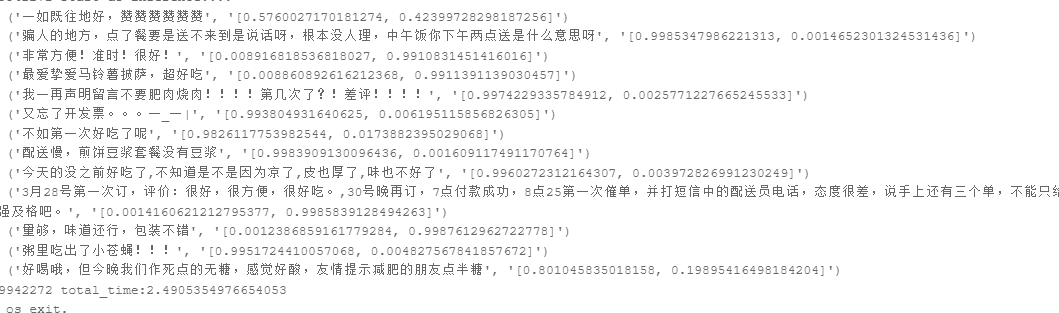 ('一如既往地好，赞赞赞赞赞赞', '[0.5760027170181274, 0.42399728298187256]')
('骗人的地方，点了餐要是送不来到是说话呀，根本没人理，中午饭你下午两点送是什么意思呀', '[0.9985347986221313, 0.0014652301324531436]')
('非常方便！准时！很好！', '[0.008916818536818027, 0.9910831451416016]')
('最爱挚爱马铃薯披萨，超好吃', '[0.008860892616212368, 0.9911391139030457]')
('我一再声明留言不要肥肉烧肉！！！！第几次了？！差评！！！！', '[0.9974229335784912, 0.0025771227665245533]')
('又忘了开发票。。。一_一|', '[0.993804931640625, 0.006195115856826305]')
('不如第一次好吃了呢', '[0.9826117753982544, 0.0173882395029068]')
('配送慢，煎饼豆浆套餐没有豆浆', '[0.9983909130096436, 0.001609117491170764]')
('今天的没之前好吃了,不知道是不是因为凉了,皮也厚了,味也不好了', '[0.9960272312164307, 0.003972826991230249]')
('3月28号第一次订，评价：很好，很方便，很好吃。,30号晚再订，7点付款成功，8点25第一次催单，并打短信中的配送员电话，态度很差，说手上还有三个单，不能只给
强及格吧。', '[0.0014160621212795377, 0.9985839128494263]')
('量够，味道还行，包装不错', '[0.0012386859161779284, 0.9987612962722778]')
('粥里吃出了小苍蝇！！！', '[0.9951724410057068, 0.004827567841857672]')
('好喝哦，但今晚我们作死点的无糖，感觉好酸，友情提示减肥的朋友点半糖', '[0.801045835018158, 0.19895416498184204]')
9942272 total_time:2.4905354976654053
os exit.